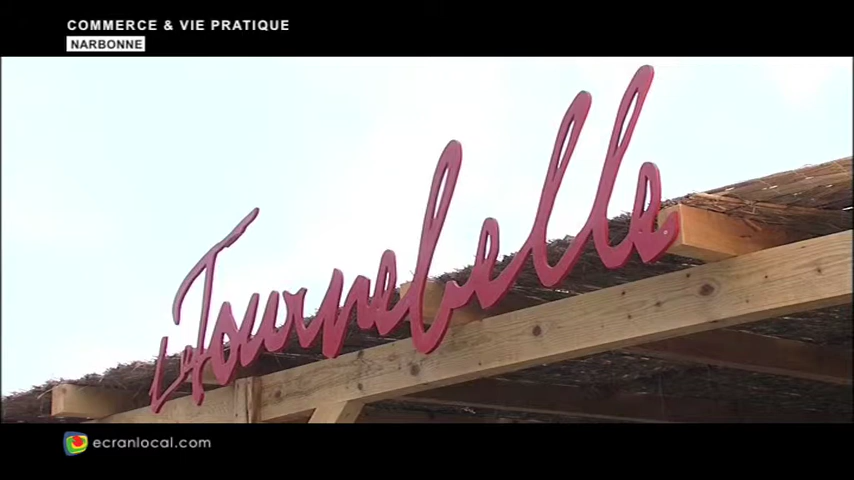 COMMERCE & VIE PRATIQUE
NARBONNE
La Tournebelle
ecranlocal.com